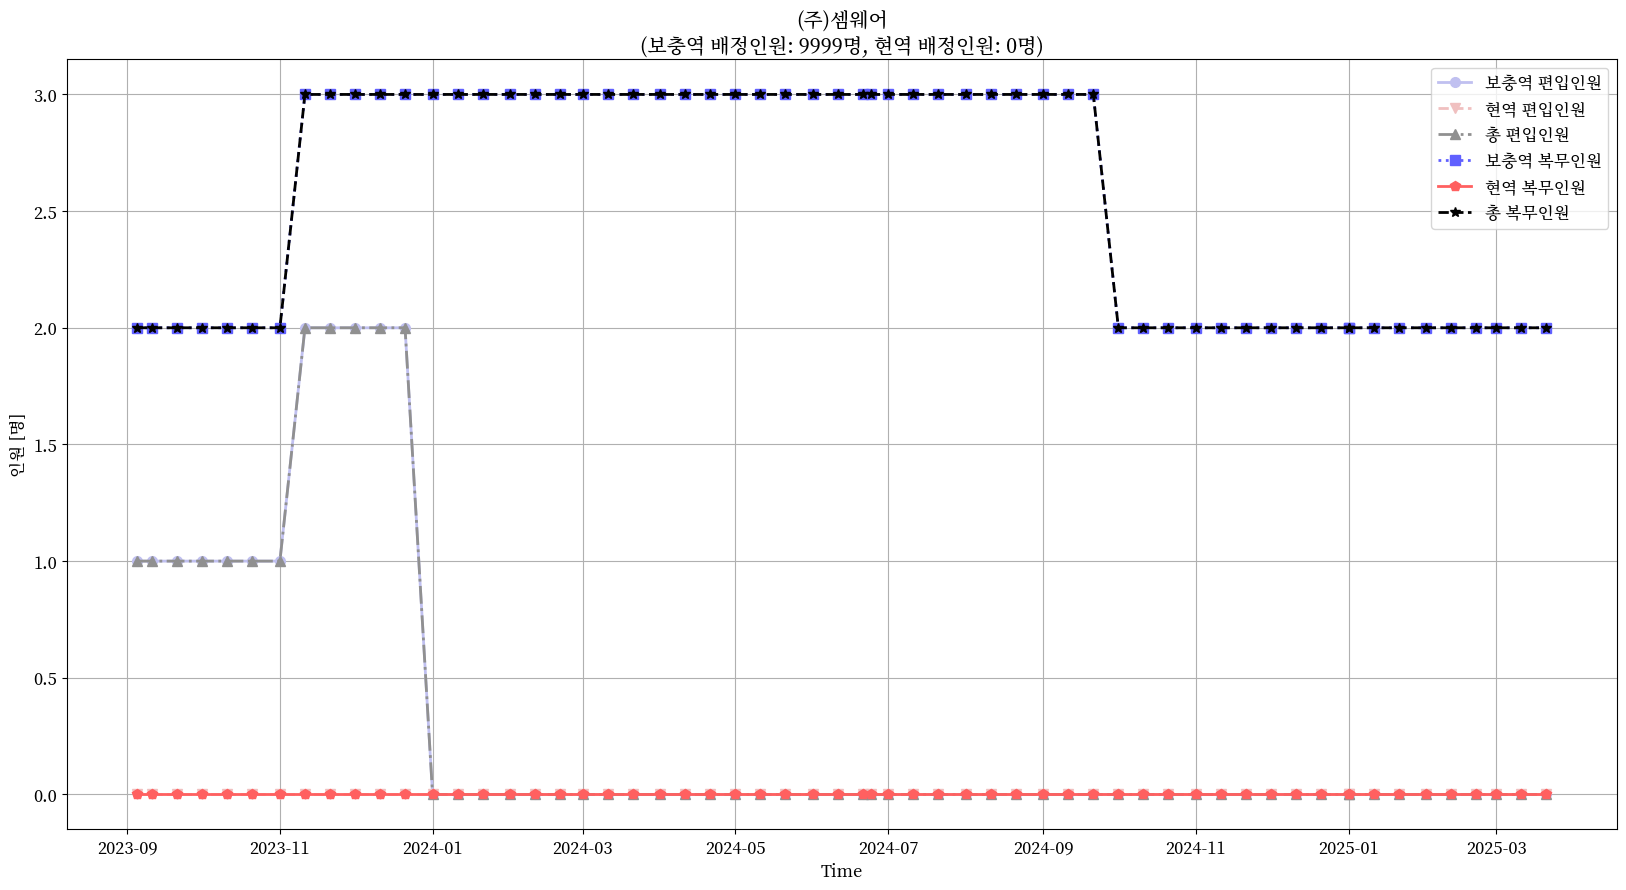 (주)셈웨어
(보충역 배정인원: 9999명, 현역 배정인원: 0명)
3.0
2.5
2.0
1.5
1.0
0.5
0.0
인원 [명]
보충역 편입인원
현역 편입인원
총 편입인원
보충역 복무인원
현역 복무인원
총 복무인원
2023-09 2023-11 2024-01 2024-03 2024-05 2024-07 2024-09 2024-11 2025-01 2025-03
Time